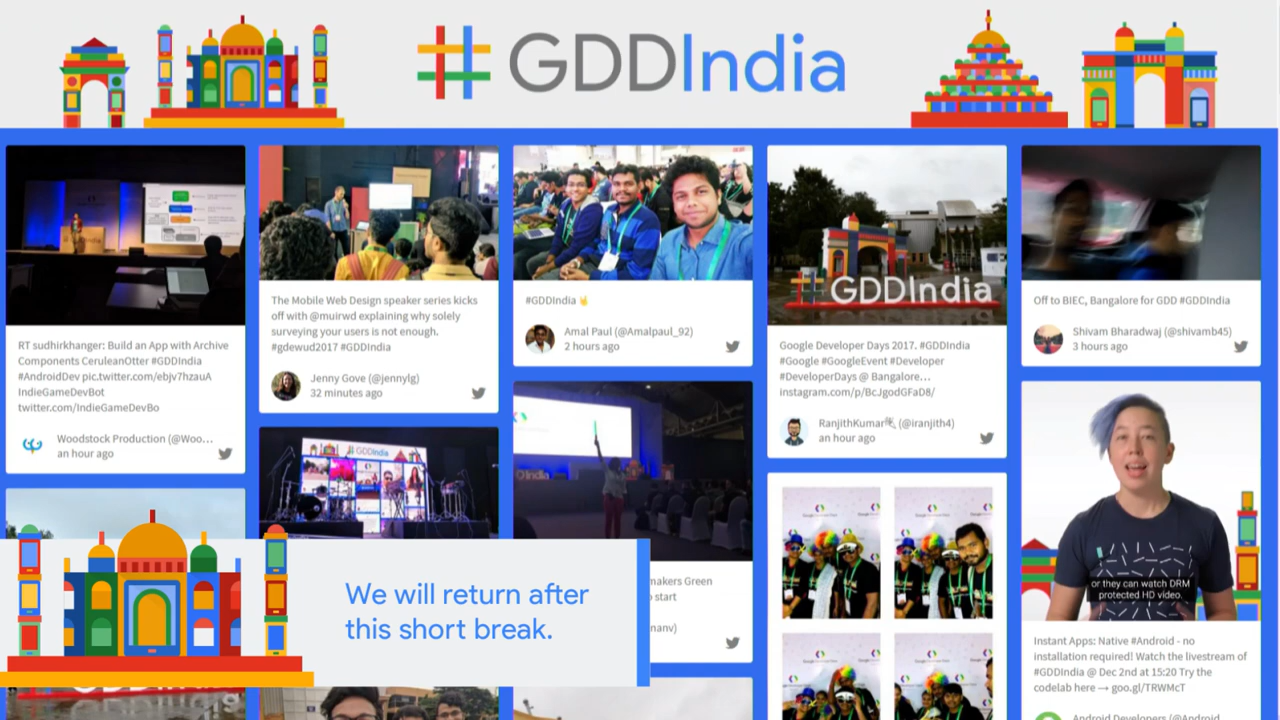 #GDDIndia
RT sudhirkhanger: Build an App with Archive
Components CeruleanOtter #GDDIndia
#AndroidDev pic.twitter.com/ebjv7hzauA
IndieGameDevBot
twitter.com/IndieGameDevBo
Woodstock Production (@Woo...
an hour ago
The Mobile Web Design speaker series kicks
off with @muirwd explaining why solely
surveying your users is not enough.
#gdewud2017 #GDDIndia
Jenny Gove (@jennylg)
32 minutes ago
GDDIndia
#GDDIndia 🤘
Amal Paul (@Amalpaul_92)
2 hours ago
makers Green
start
nanv)
#GDDIndia
Google Developer Days 2017. #GDDIndia
#Google #GoogleEvent #Developer
#DeveloperDays @ Bangalore...
instagram.com/p/BcJgodGFaD8/
RanjithKumar (@iranjith4)
an hour ago
Off to BIEC, Bangalore for GDD #GDDIndia
Shivam Bharadwaj (@shivamb45)
3 hours ago
or they can watch DRM
protected HD video.
Instant Apps: Native #Android - no
installation required! Watch the livestream of
#GDDIndia @ Dec 2nd at 15:20 Try the
codelab here → goo.gl/TRWMcT
Android Developers (@Android
We will return after
this short break.